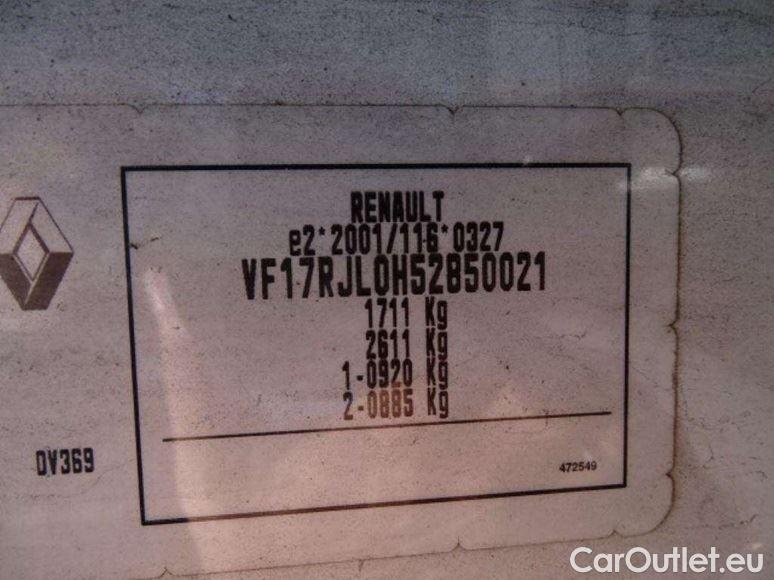 RENAULT
e2*2001/116*0327
VF17RJL0H52850021
1711 Kg
2611 Kg
1-0920 Kg
2-0885 Kg
DV369
472549
CarOutlet.eu